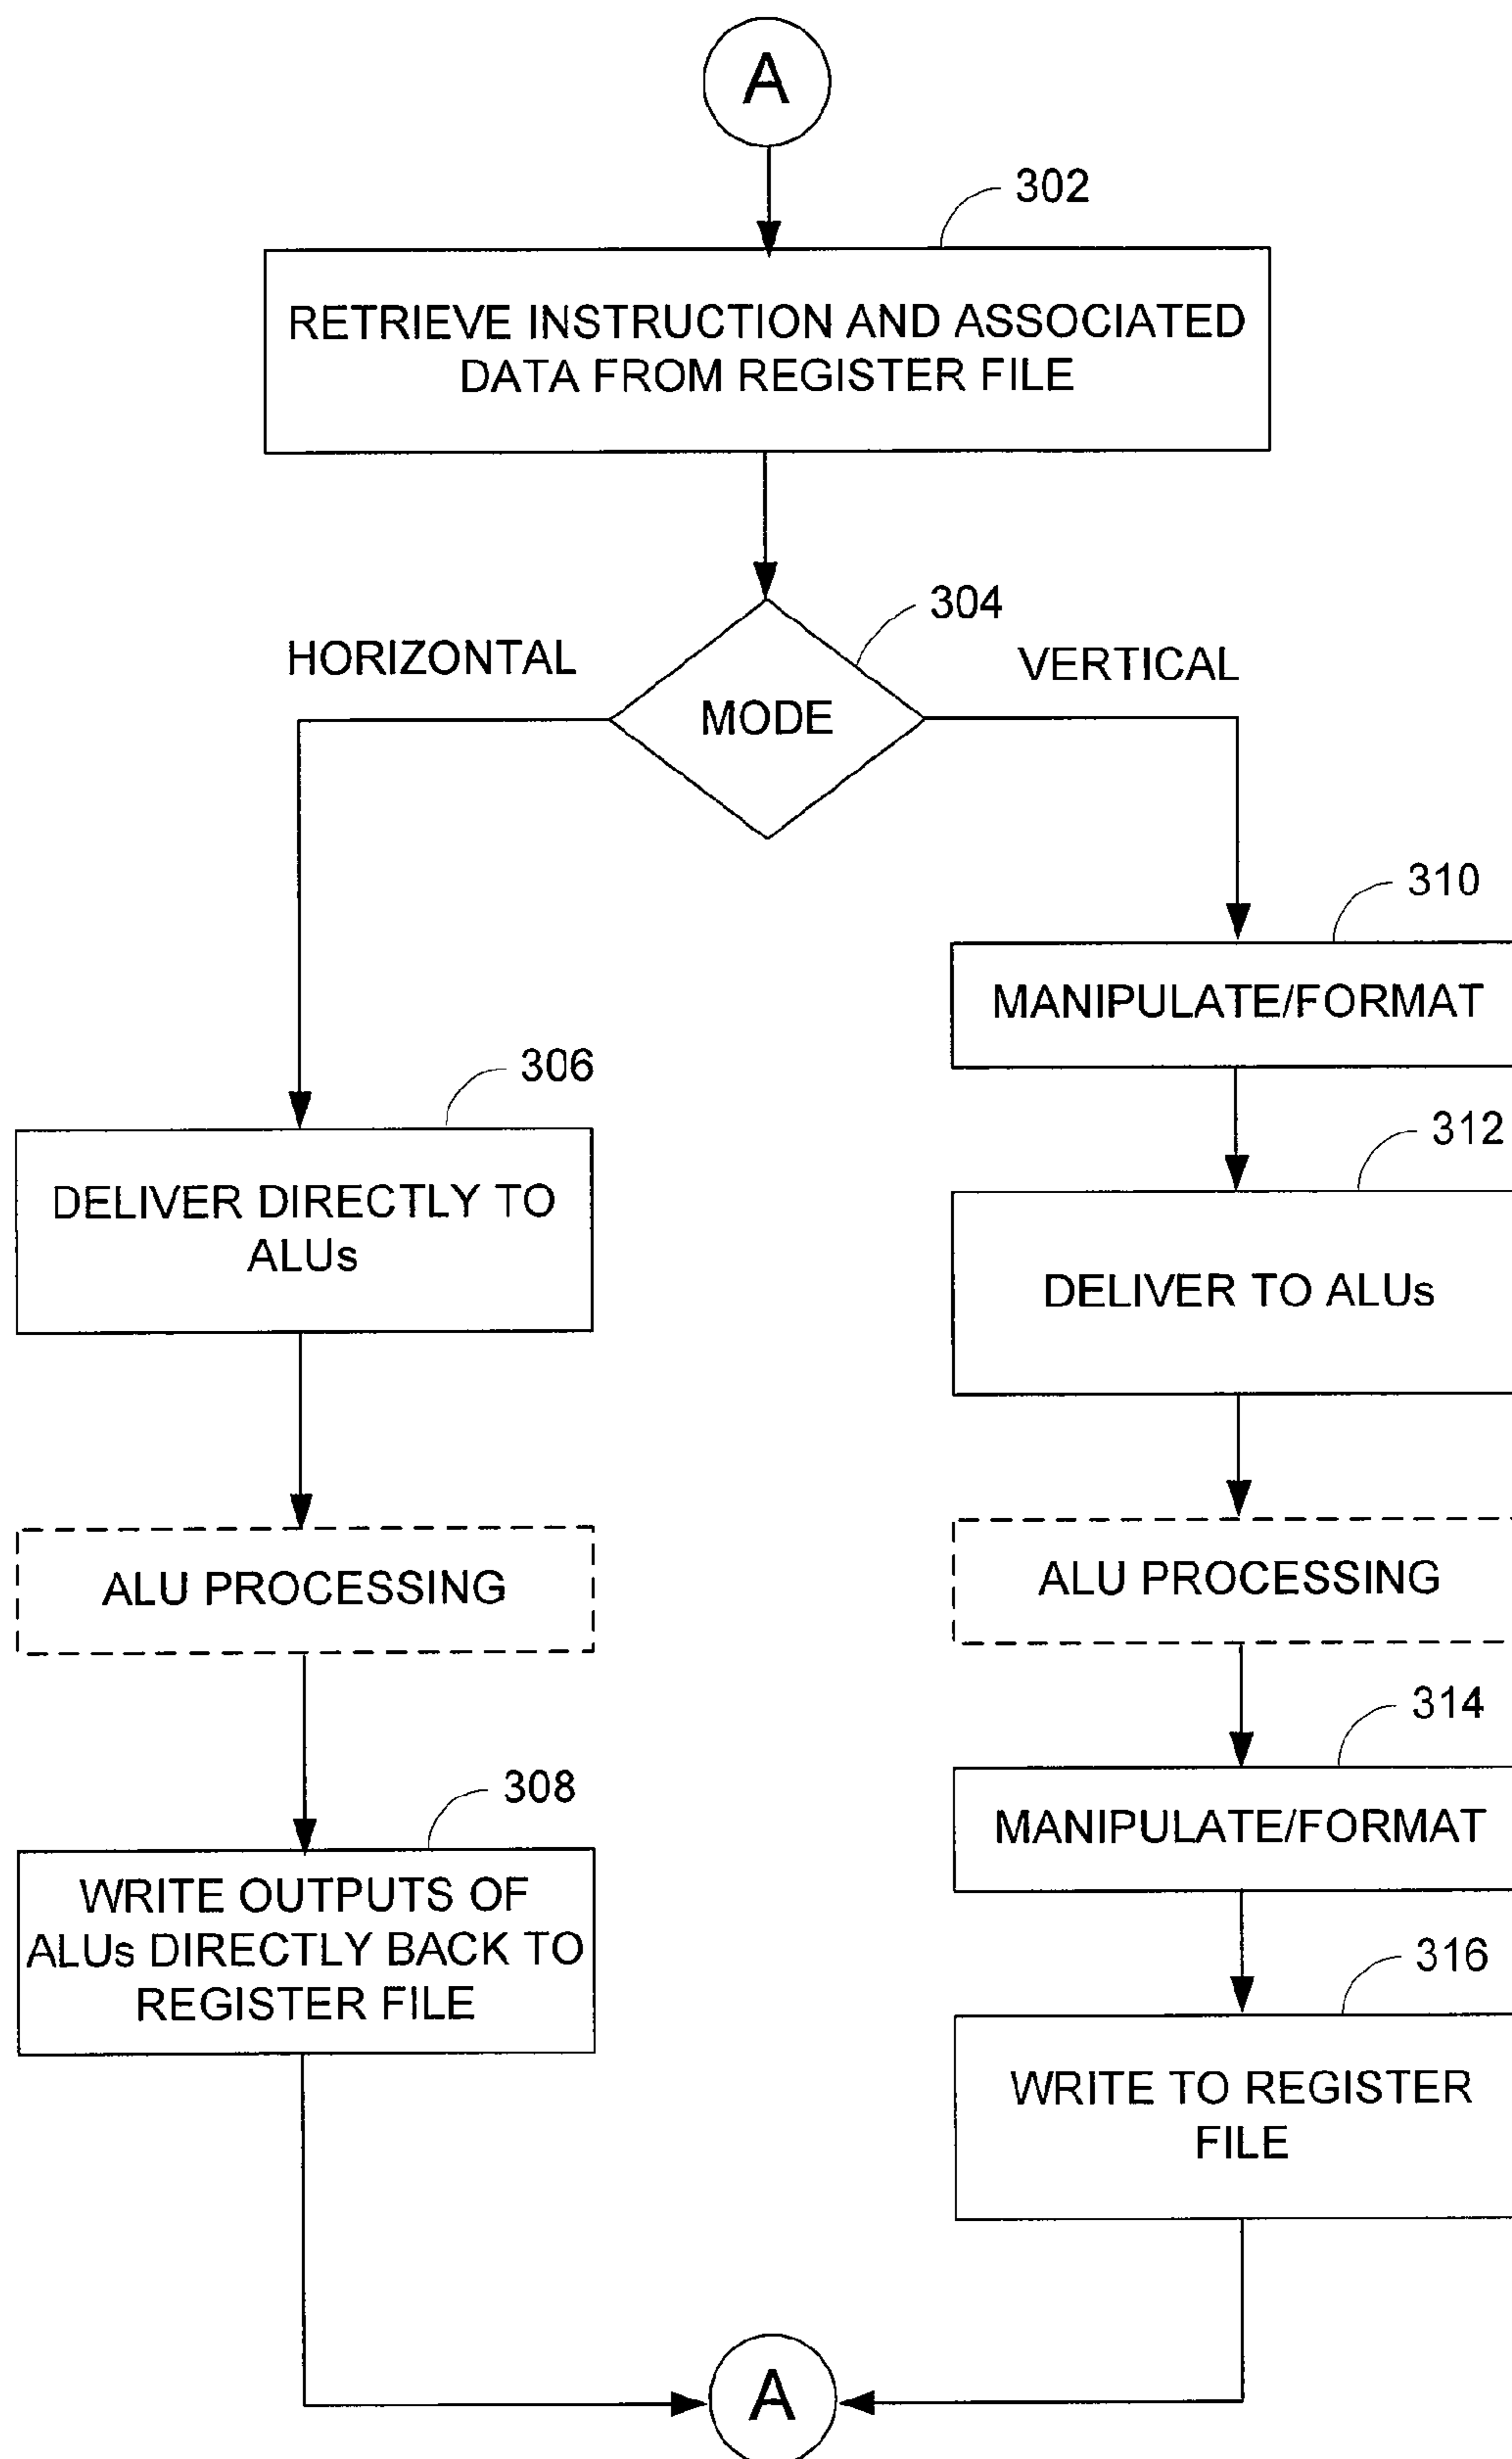 A
302
RETRIEVE INSTRUCTION AND ASSOCIATED
DATA FROM REGISTER FILE
304
HORIZONTAL
MODE
VERTICAL
310
MANIPULATE/FORMAT
306
DELIVER DIRECTLY TO
ALUs
312
DELIVER TO ALUs
ALU PROCESSING
ALU PROCESSING
314
MANIPULATE/FORMAT
308
WRITE OUTPUTS OF
ALUs DIRECTLY BACK TO
REGISTER FILE
316
WRITE TO REGISTER
FILE
A